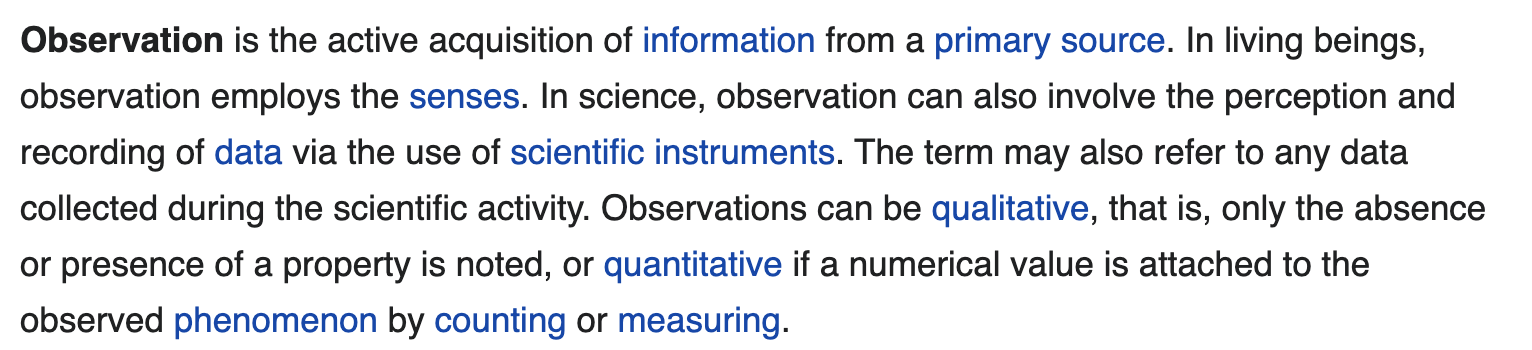 Observation is the active acquisition of information from a primary source. In living beings,
observation employs the senses. In science, observation can also involve the perception and
recording of data via the use of scientific instruments. The term may also refer to any data
collected during the scientific activity. Observations can be qualitative, that is, only the absence
or presence of a property is noted, or quantitative if a numerical value is attached to the
observed phenomenon by counting or measuring.